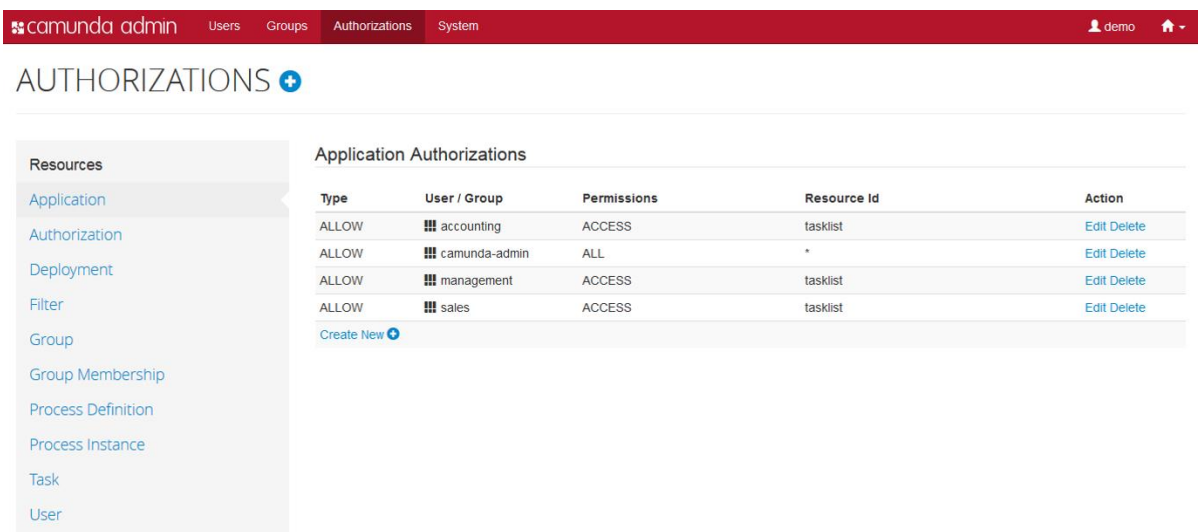 camunda admin Users Groups Authorizations System demo
AUTHORIZATIONS
Resources
Application
Authorization
Deployment
Filter
Group
Group Membership
Process Definition
Process Instance
Task
User
Application Authorizations
Type User / Group Permissions Resource Id Action
ALLOW accounting ACCESS tasklist Edit Delete
ALLOW camunda-admin ALL * Edit Delete
ALLOW management ACCESS tasklist Edit Delete
ALLOW sales ACCESS tasklist Edit Delete
Create New